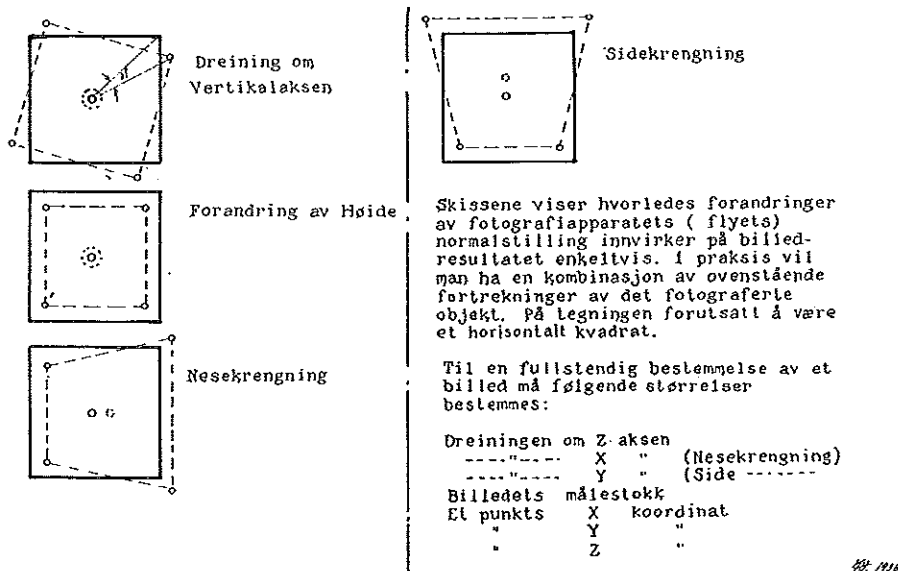 Dreining om
Vertikalaksen
Forandring av Høide
Nesekrengning
Sidekrengning
Skissene viser hvorledes forandringer
av fotografiapparatets ( flyets)
normalstilling innvirker på billed-
resultatet enkeltvis. I praksis vil
man ha en kombinasjon av ovenstående
fortrekninger av det fotograferte
objekt. På tegningen forutsatt å være
et horisontalt kvadrat.
Til en fullstendig bestemmelse av et
billed må følgende størrelser
bestemmes:
Dreiningen om Z aksen
----"----- X " (Nesekrengning)
----"----- Y " (Side -------
Billedets målestokk
Et punkts X koordinat
" Y "
" Z "